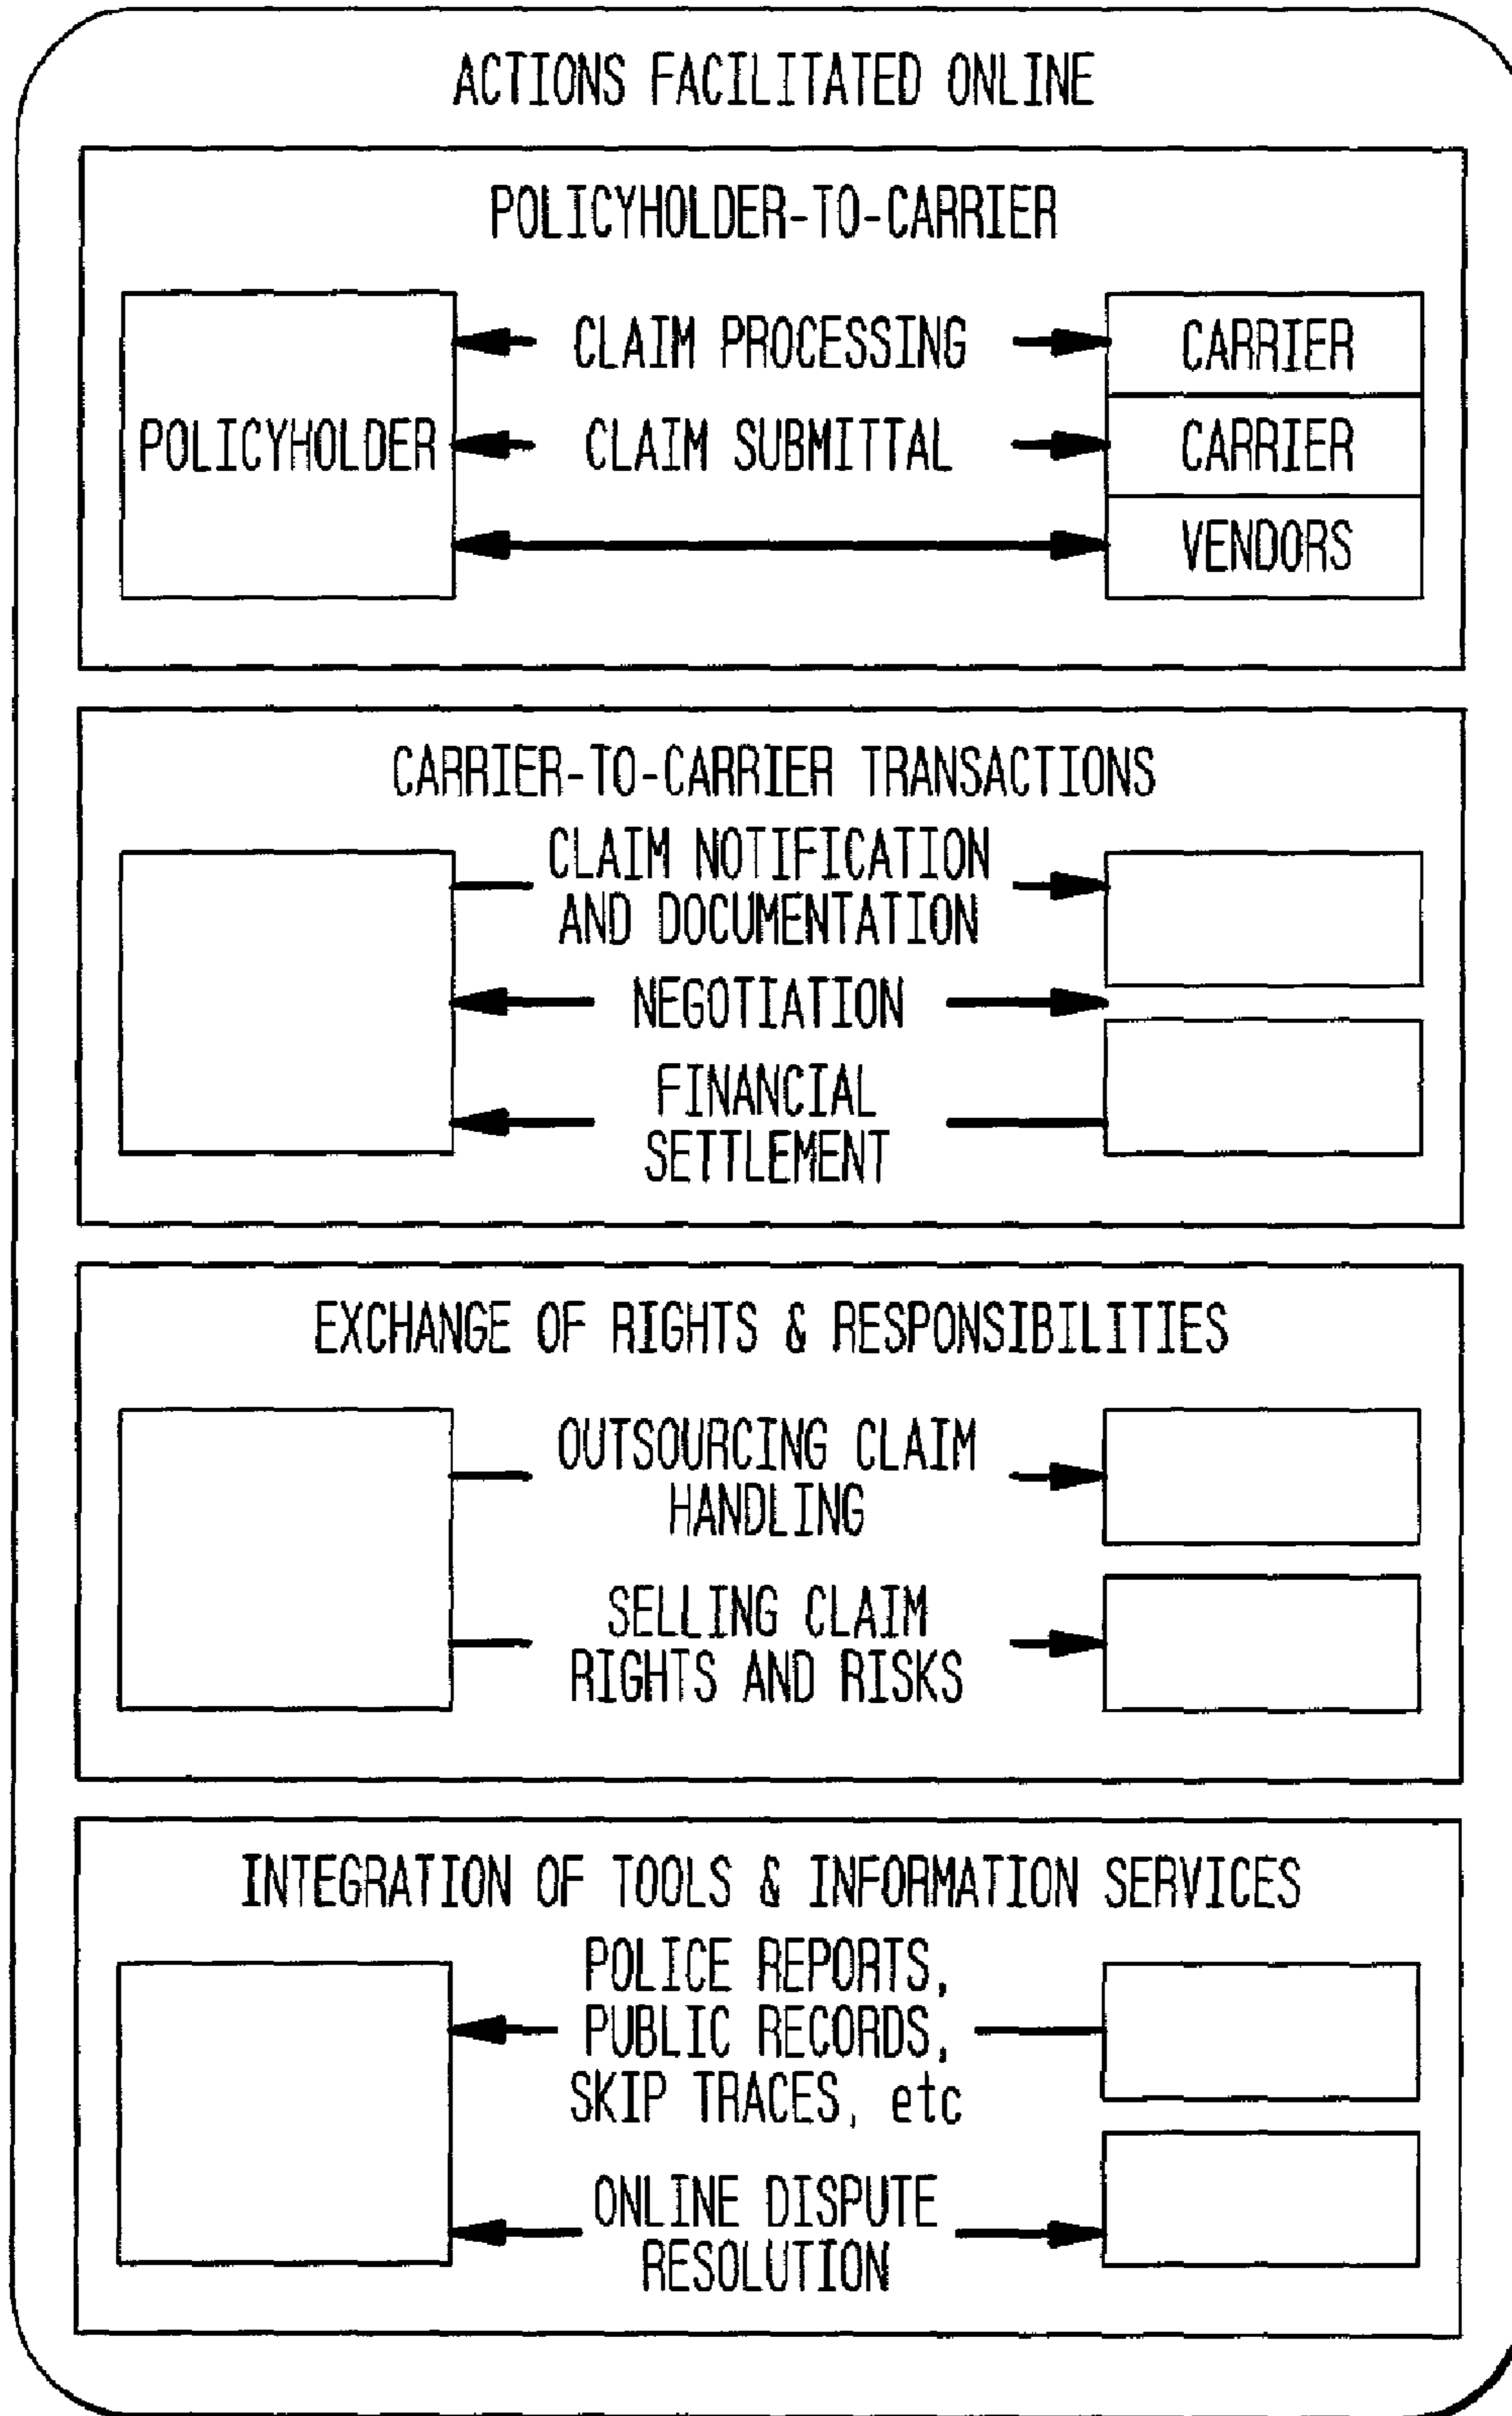 ACTIONS FACILITATED ONLINE
POLICYHOLDER-TO-CARRIER
CLAIM PROCESSING
CARRIER
POLICYHOLDER
CLAIM SUBMITTAL
CARRIER
VENDORS
CARRIER-TO-CARRIER TRANSACTIONS
CLAIM NOTIFICATION
AND DOCUMENTATION
NEGOTIATION
FINANCIAL
SETTLEMENT
EXCHANGE OF RIGHTS & RESPONSIBILITIES
OUTSOURCING CLAIM
HANDLING
SELLING CLAIM
RIGHTS AND RISKS
INTEGRATION OF TOOLS & INFORMATION SERVICES
POLICE REPORTS,
PUBLIC RECORDS,
SKIP TRACES, etc
ONLINE DISPUTE
RESOLUTION